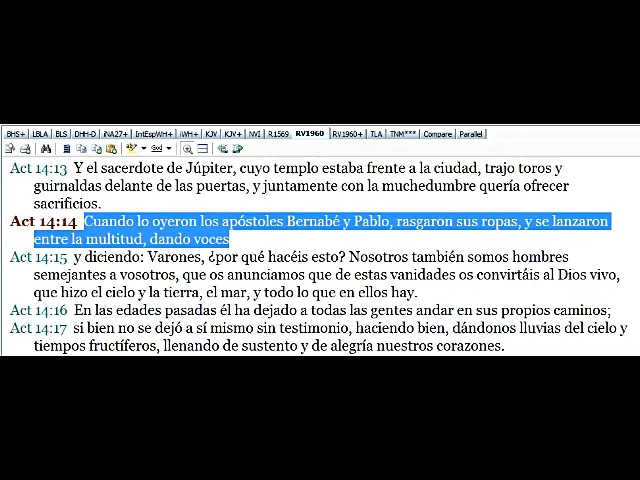 BHS+ LBLA BLS DHH-D iNA27+ IntEspWH+ iWH+ KJV KJV+ NVI R1569 RV1960 RV1960+ TLA TNM*** Compare Parallel
Act 14:13 Y el sacerdote de Júpiter, cuyo templo estaba frente a la ciudad, trajo toros y
guirnaldas delante de las puertas, y juntamente con la muchedumbre quería ofrecer
sacrificios.
Act 14:14 Cuando lo oyeron los apóstoles Bernabé y Pablo, rasgaron sus ropas, y se lanzaron
entre la multitud, dando voces
Act 14:15 y diciendo: Varones, ¿por qué hacéis esto? Nosotros también somos hombres
semejantes a vosotros, que os anunciamos que de estas vanidades os convirtáis al Dios vivo,
que hizo el cielo y la tierra, el mar, y todo lo que en ellos hay.
Act 14:16 En las edades pasadas él ha dejado a todas las gentes andar en sus propios caminos;
Act 14:17 si bien no se dejó a sí mismo sin testimonio, haciendo bien, dándonos lluvias del cielo y
tiempos fructíferos, llenando de sustento y de alegría nuestros corazones.